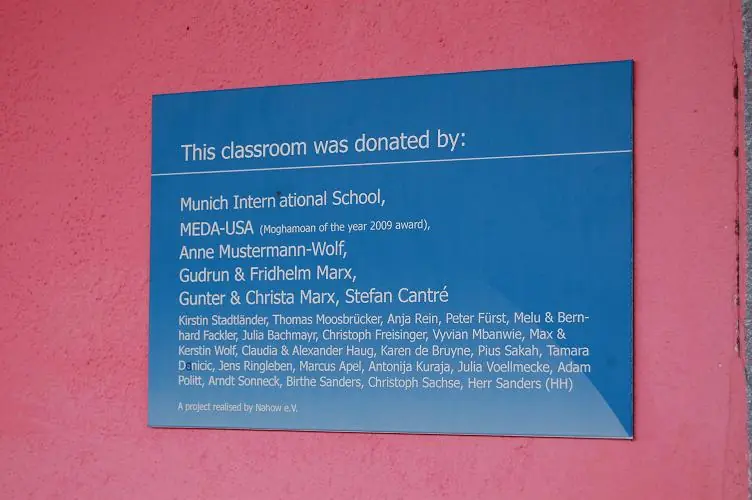 This classroom was donated by:
Munich International School,
MEDA-USA (Moghamoan of the year 2009 award),
Anne Mustermann-Wolf,
Gudrun & Fridhelm Marx,
Gunter & Christa Marx, Stefan Cantré
Kirstin Stadtländer, Thomas Moosbrücker, Anja Rein, Peter Fürst, Melu & Bern-
hard Fackler, Julia Bachmayr, Christoph Freisinger, Vyvian Mbanwie, Max &
Kerstin Wolf, Claudia & Alexander Haug, Karen de Bruyne, Pius Sakah, Tamara
Danicic, Jens Ringleben, Marcus Apel, Antonija Kuraja, Julia Voellmecke, Adam
Politt, Arndt Sonneck, Birthe Sanders, Christoph Sachse, Herr Sanders (HH)
A project realised by Nahow e.V.